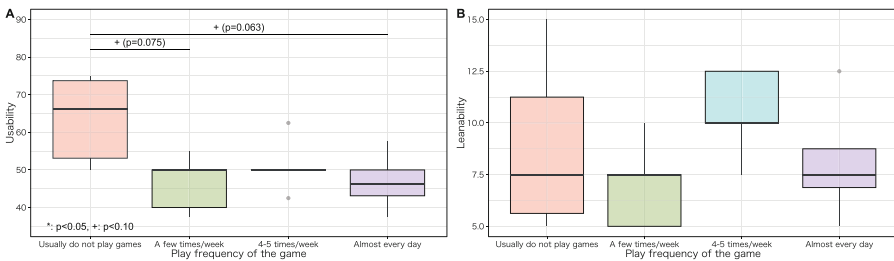 A
+ (p=0.063)
+ (p=0.075)
Usability
90
80
70
60
50
40
*: p<0.05, +: p<0.10
Usually do not play games
A few times/week
4-5 times/week
Almost every day
Play frequency of the game
B
Leanability
15.0
12.5
10.0
7.5
5.0
Usually do not play games
A few times/week
4-5 times/week
Almost every day
Play frequency of the game